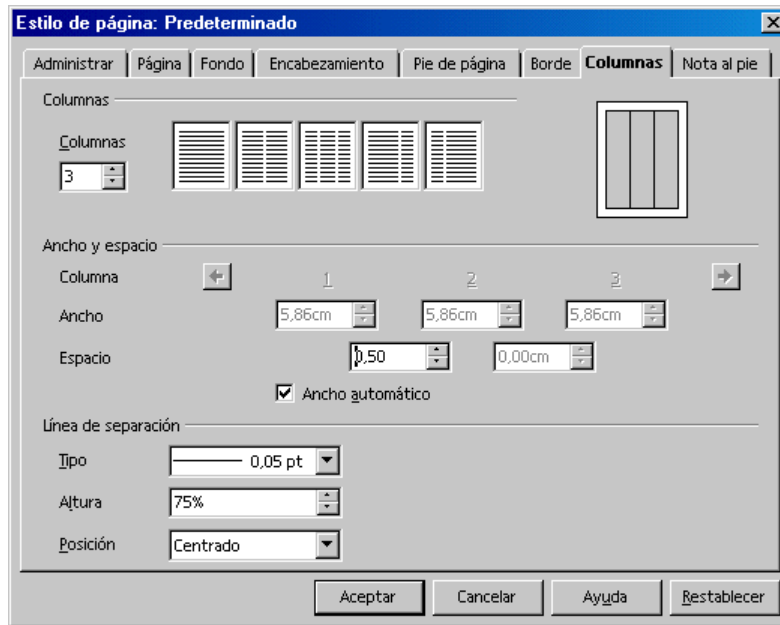 Estilo de página: Predeterminado
Administrar Página Fondo Encabezamiento Pie de página Borde Columnas Nota al pie
Columnas
Columnas
3
Ancho y espacio
Columna 1 2 3
Ancho 5,86cm 5,86cm 5,86cm
Espacio 0,50 0,00cm
Ancho automático
Línea de separación
Tipo 0,05 pt
Altura 75%
Posición Centrado
Aceptar Cancelar Ayuda Restablecer